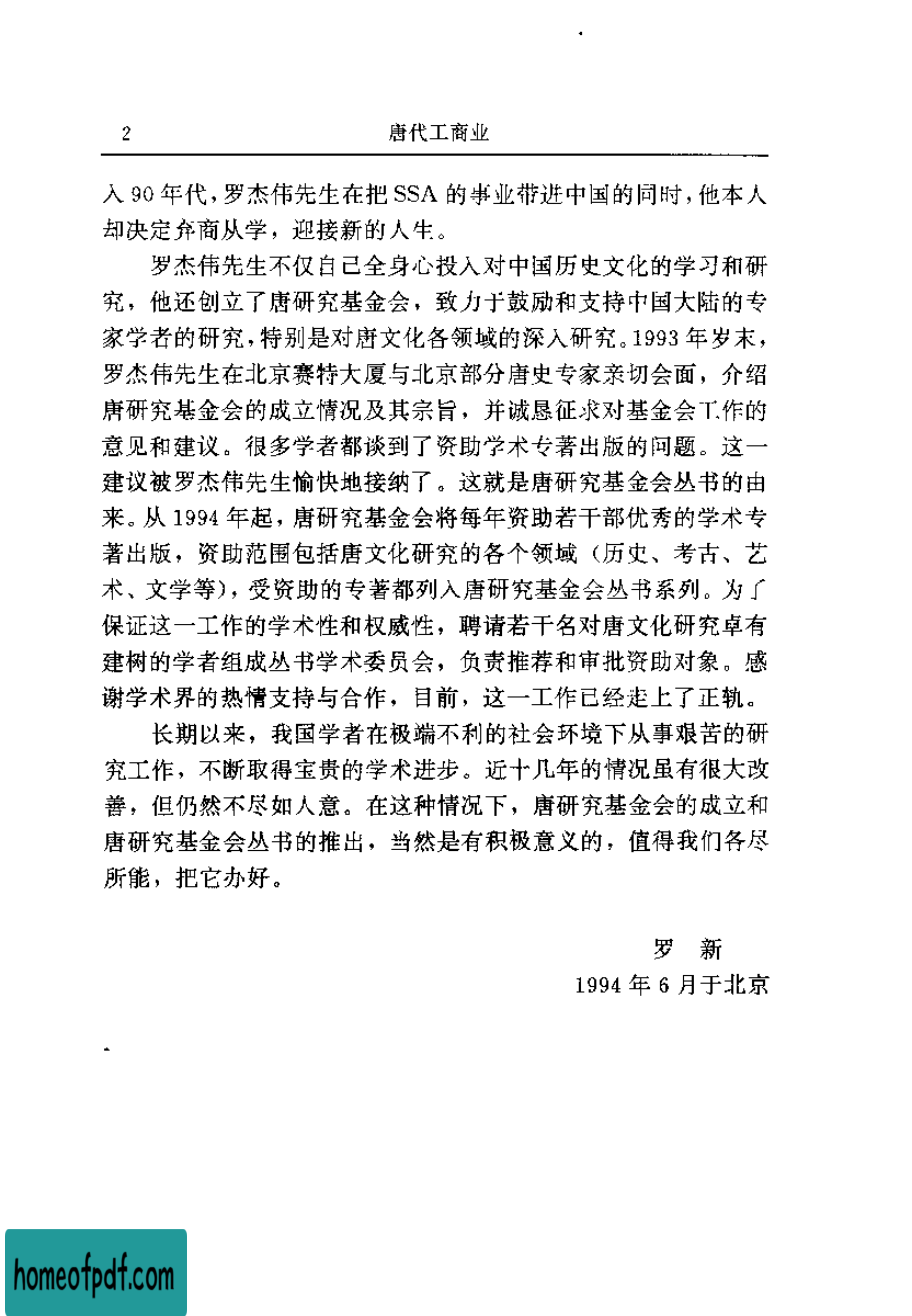 2 唐代工商业
入90年代，罗杰伟先生在把SSA的事业带进中国的同时，他本人
却决定弃商从学，迎接新的人生。
罗杰伟先生不仅自己全身心投入对中国历史文化的学习和研
究，他还创立了唐研究基金会，致力于鼓励和支持中国大陆的专
家学者的研究，特别是对唐文化各领域的深入研究。1993年岁末，
罗杰伟先生在北京赛特大厦与北京部分唐史专家亲切会面，介绍
唐研究基金会的成立情况及其宗旨，并诚恳征求对基金会工作的
意见和建议。很多学者都谈到了资助学术专著出版的问题。这一
建议被罗杰伟先生愉快地接纳了。这就是唐研究基金会丛书的由
来。从1994年起，唐研究基金会将每年资助若干部优秀的学术专
著出版，资助范围包括唐文化研究的各个领域（历史、考古、艺
术、文学等），受资助的专著都列入唐研究基金会丛书系列。为了
保证这一工作的学术性和权威性，聘请若干名对唐文化研究卓有
建树的学者组成丛书学术委员会，负责推荐和审批资助对象。感
谢学术界的热情支持与合作，目前，这一工作已经走上了正轨。
长期以来，我国学者在极端不利的社会环境下从事艰苦的研
究工作，不断取得宝贵的学术进步。近十几年的情况虽有很大改
善，但仍然不尽如人意。在这种情况下，唐研究基金会的成立和
唐研究基金会丛书的推出，当然是有积极意义的，值得我们各尽
所能，把它办好。
罗 新
1994年6月于北京
homeofpdf.com